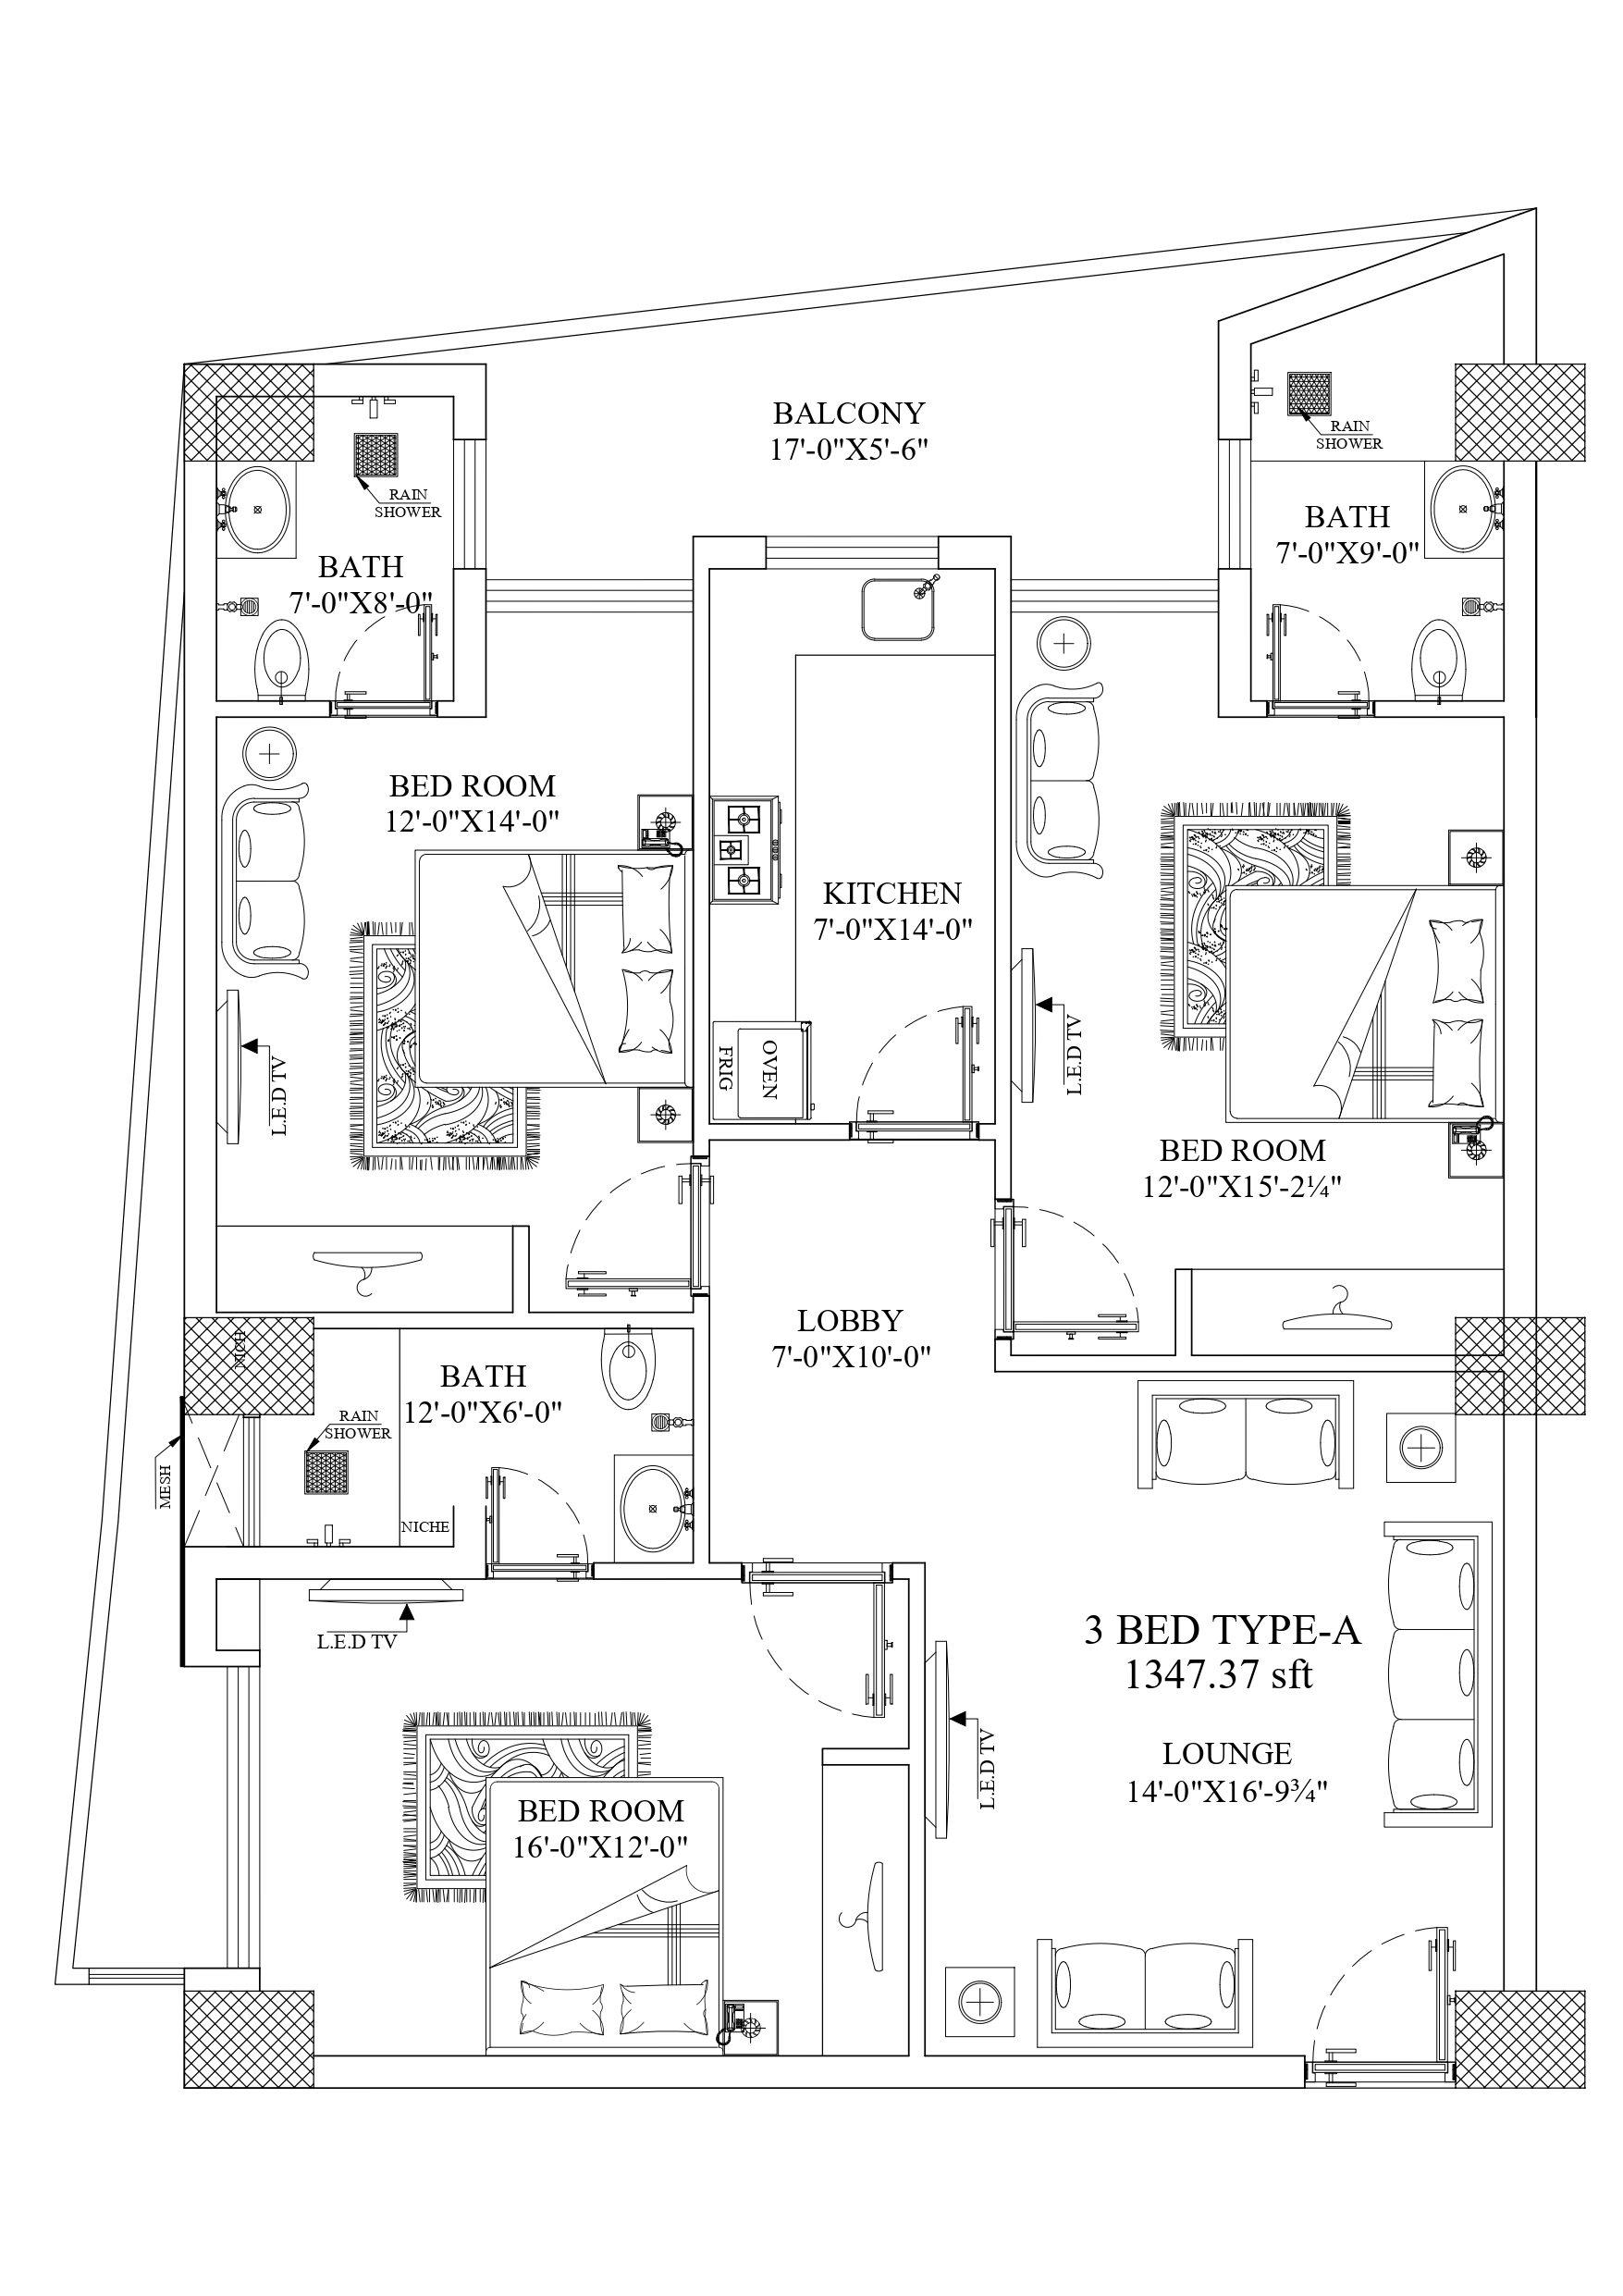 BALCONY
17'-0"X5'-6"
RAIN
SHOWER
RAIN
SHOWER
BATH
7'-0"X8'-0"
BATH
7'-0"X9'-0"
BED ROOM
12'-0"X14'-0"
KITCHEN
7'-0"X14'-0"
L.E.D TV
FRIG
OVEN
L.E.D TV
BED ROOM
12'-0"X15'-2¼"
NICH
LOBBY
7'-0"X10'-0"
BATH
12'-0"X6'-0"
RAIN
SHOWER
MESH
NICHE
L.E.D TV
3 BED TYPE-A
1347.37 sft
L.E.D TV
LOUNGE
14'-0"X16'-9¾"
BED ROOM
16'-0"X12'-0"